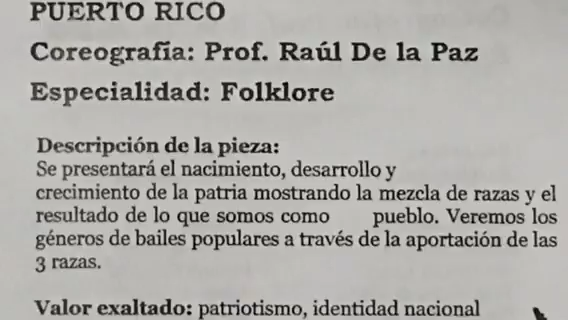 PUERTO RICO
Coreografía: Prof. Raúl De la Paz
Especialidad: Folklore
Descripción de la pieza:
Se presentará el nacimiento, desarrollo y
crecimiento de la patria mostrando la mezcla de razas y el
resultado de lo que somos como pueblo. Veremos los
géneros de bailes populares a través de la aportación de las
3 razas.
Valor exaltado: patriotismo, identidad nacional